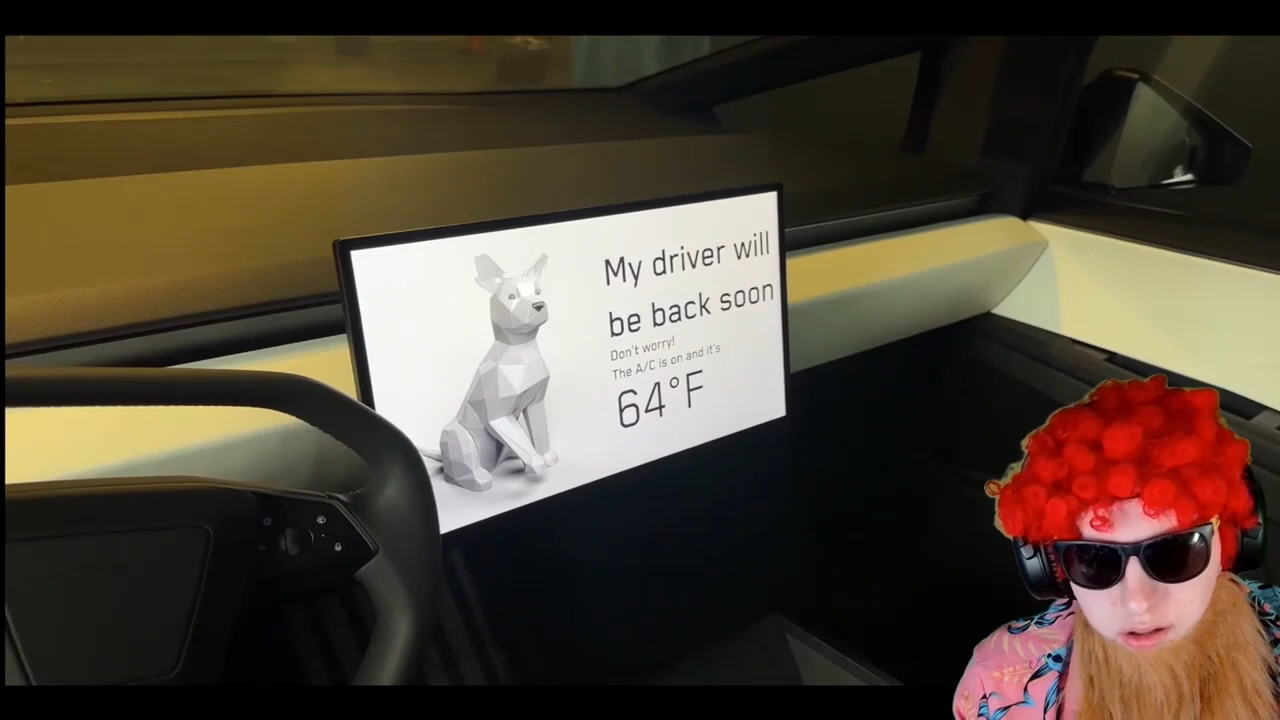 My driver will
be back soon
Don't worry!
The A/C is on and it's
64°F